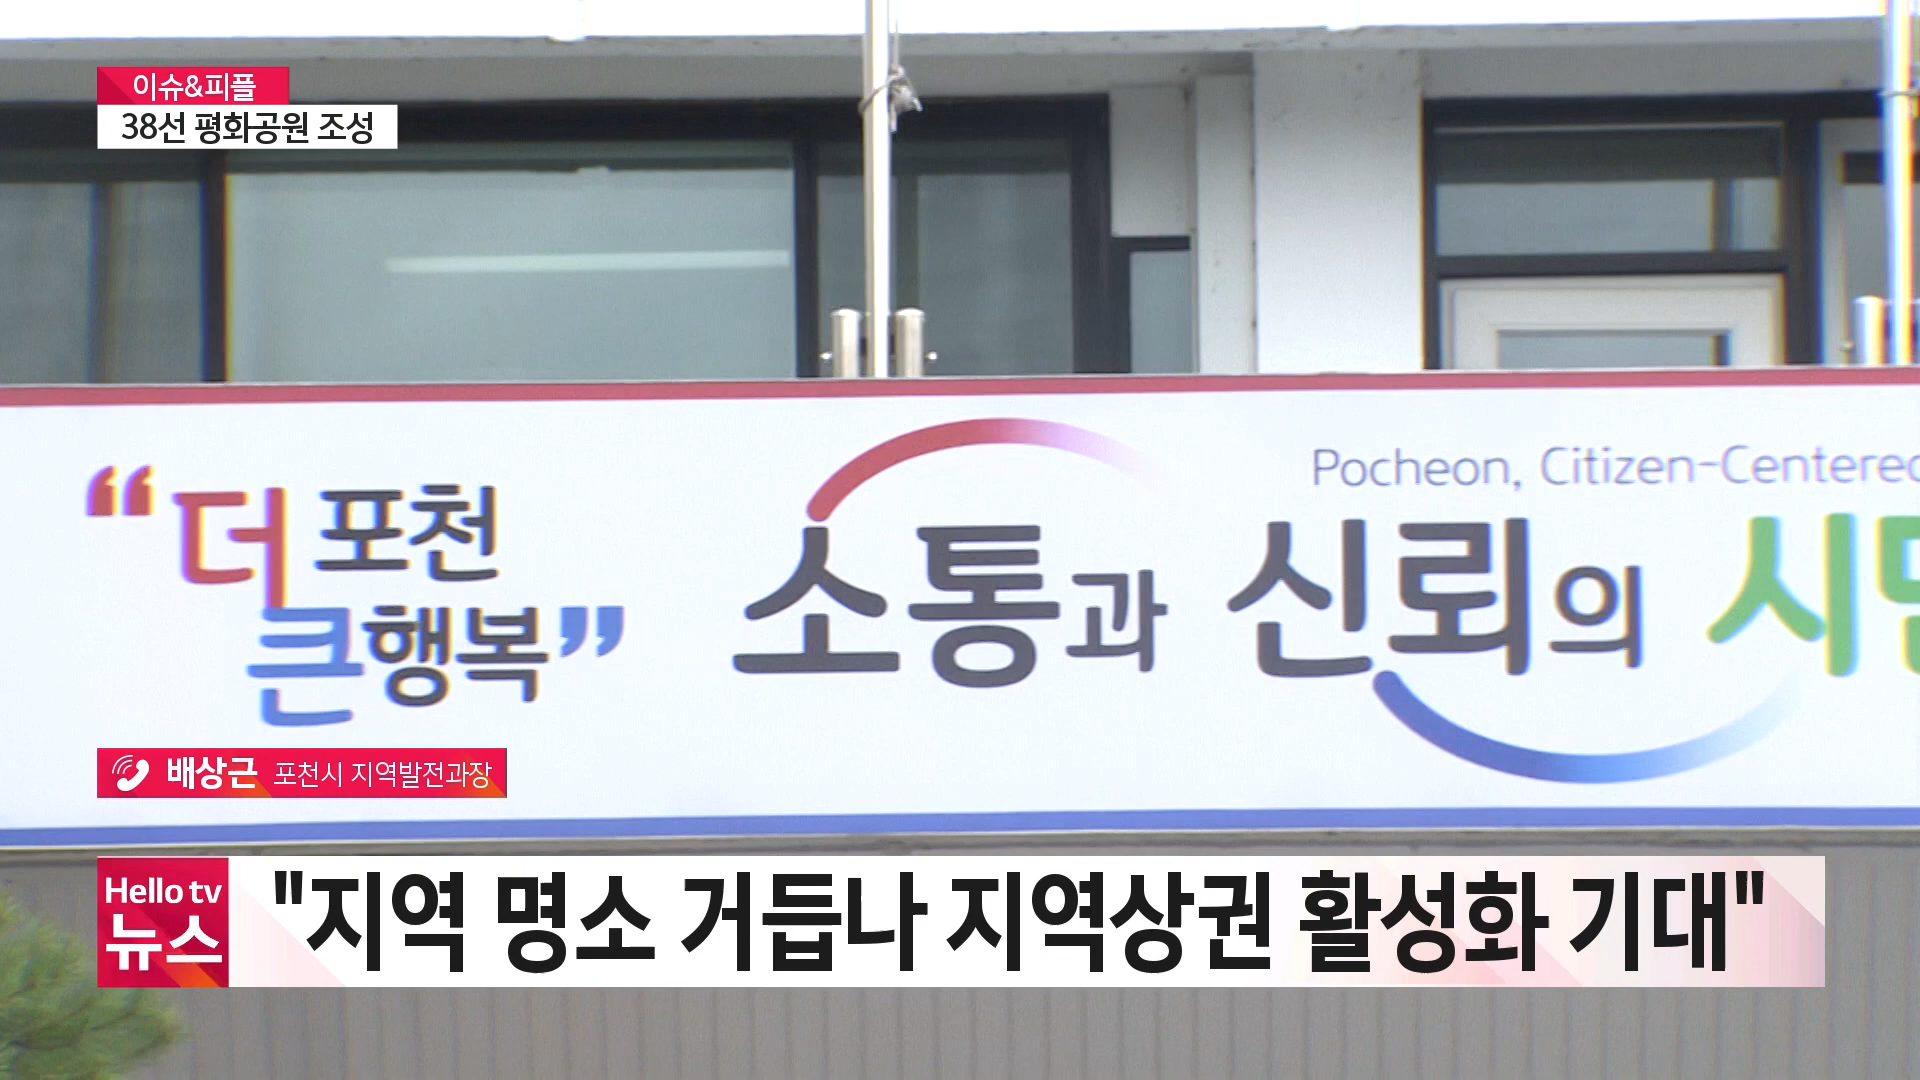 이슈&피플
38선 평화공원 조성
“더 포천
큰 행복”
Pocheon, Citizen-Centered
소통과 신뢰의 시민
배상근 포천시 지역발전과장
Hello tv
뉴스
"지역 명소 거듭나 지역상권 활성화 기대"